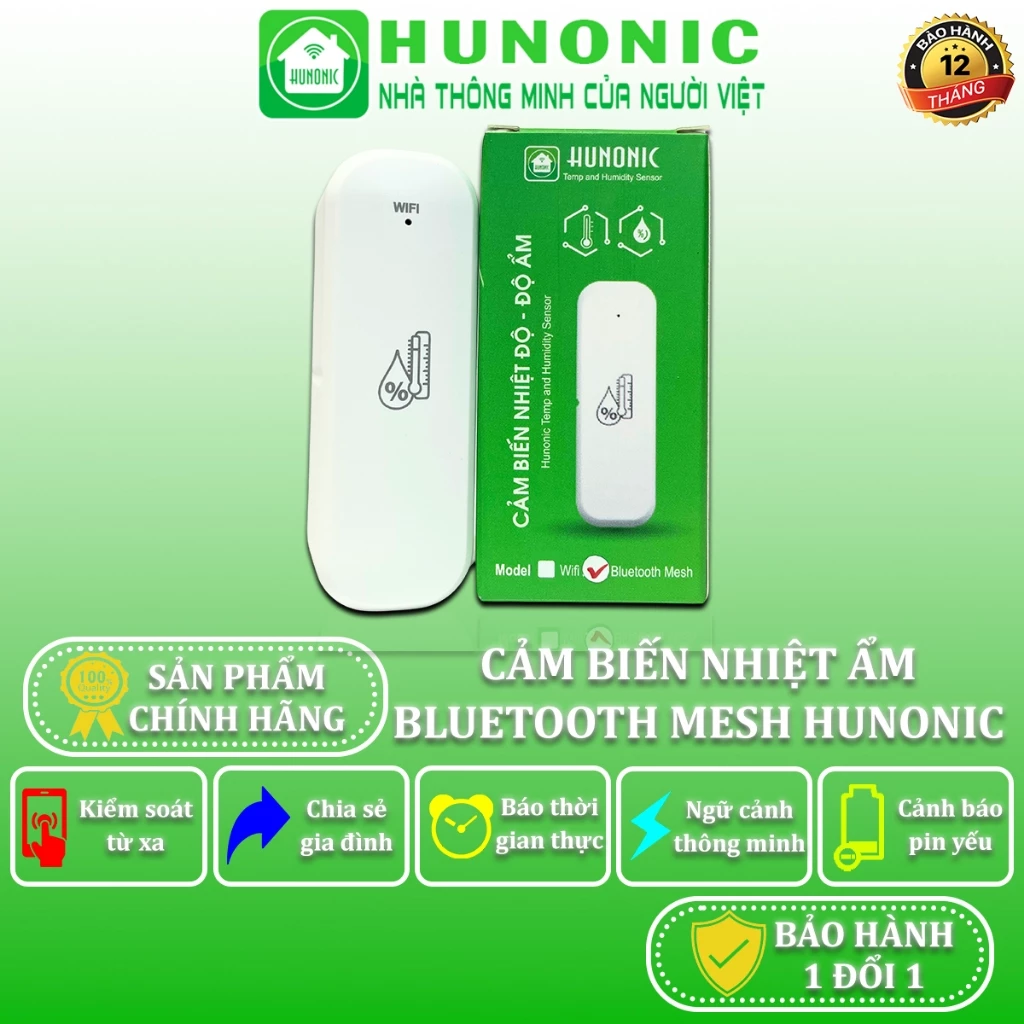 HUNONIC
HUNONIC
NHÀ THÔNG MINH CỦA NGƯỜI VIỆT
BẢO HÀNH
12
THÁNG
WIFI
%
HUNONIC
HUNONIC
Temp and Humidity Sensor
%
CẢM BIẾN NHIỆT ĐỘ - ĐỘ ẨM
Hunonic Temp and Humidity Sensor
%
Model Wifi Bluetooth Mesh
100%
Quality
SẢN PHẨM
CHÍNH HÃNG
CẢM BIẾN NHIỆT ẨM
BLUETOOTH MESH HUNONIC
Kiểm soát
từ xa
Chia sẻ
gia đình
Báo thời
gian thực
Ngữ cảnh
thông minh
Cảnh báo
pin yếu
BẢO HÀNH
1 ĐỔI 1